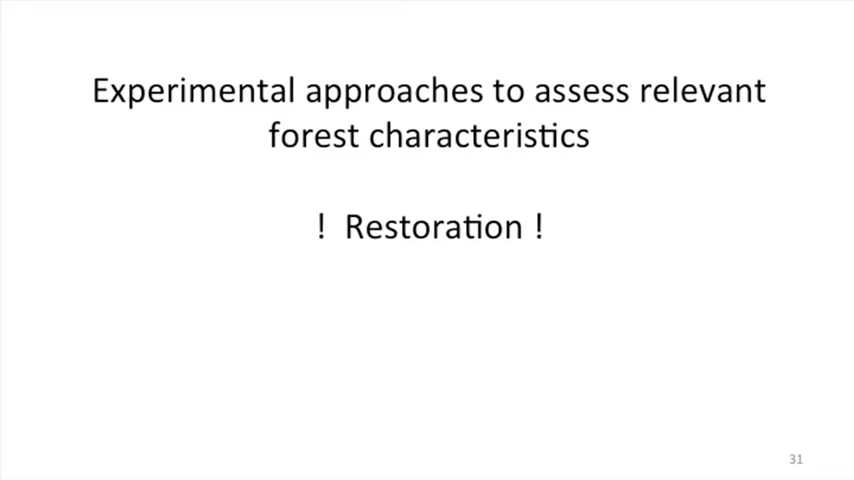 Experimental approaches to assess relevant
forest characteristics
! Restoration !
31